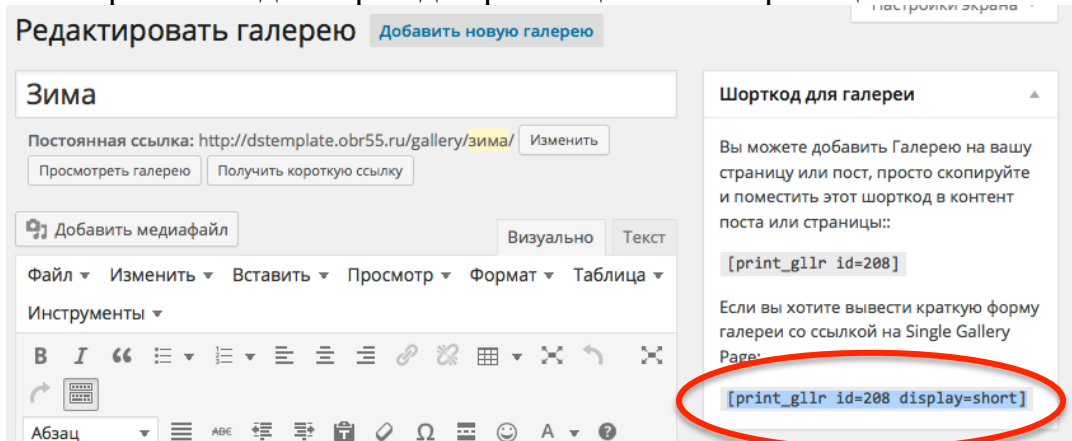 Настройки экрана
Редактировать галерею Добавить новую галерею
Зима
Постоянная ссылка: http://dstemplate.obr55.ru/gallery/зима/ Изменить
Просмотреть галерею Получить короткую ссылку
Добавить медиафайл
Визуально Текст
Файл Изменить Вставить Просмотр Формат Таблица
Инструменты
B I
Абзац ABC Ω A
Шорткод для галереи
Вы можете добавить Галерею на вашу
страницу или пост, просто скопируйте
и поместить этот шорткод в контент
поста или страницы::
[print_gllr id=208]
Если вы хотите вывести краткую форму
галереи со ссылкой на Single Gallery
Page:
[print_gllr id=208 display=short]